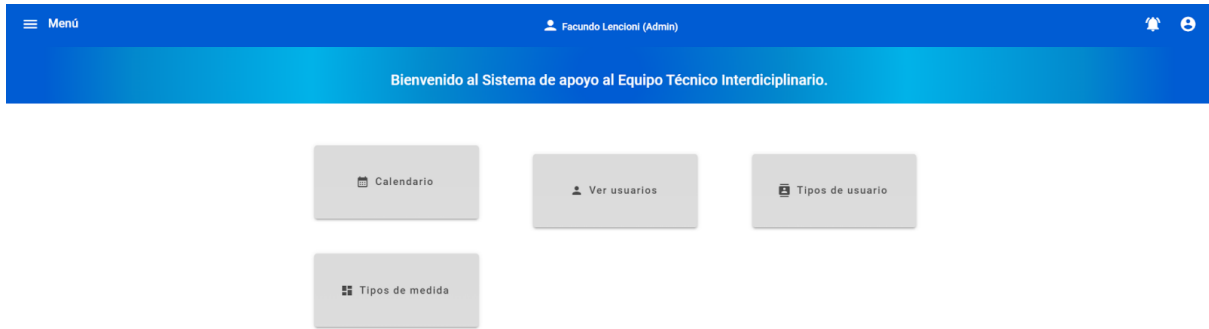 Menú
Facundo Lencioni (Admin)
Bienvenido al Sistema de apoyo al Equipo Técnico Interdiciplinario.
Calendario
Ver usuarios
Tipos de usuario
Tipos de medida